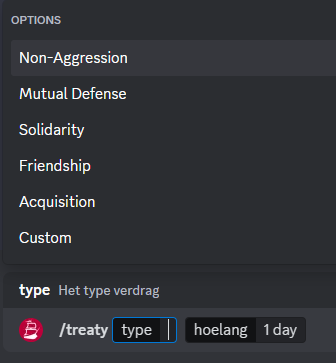 OPTIONS
Non-Aggression
Mutual Defense
Solidarity
Friendship
Acquisition
Custom
type Het type verdrag
/treaty type hoelang 1 day